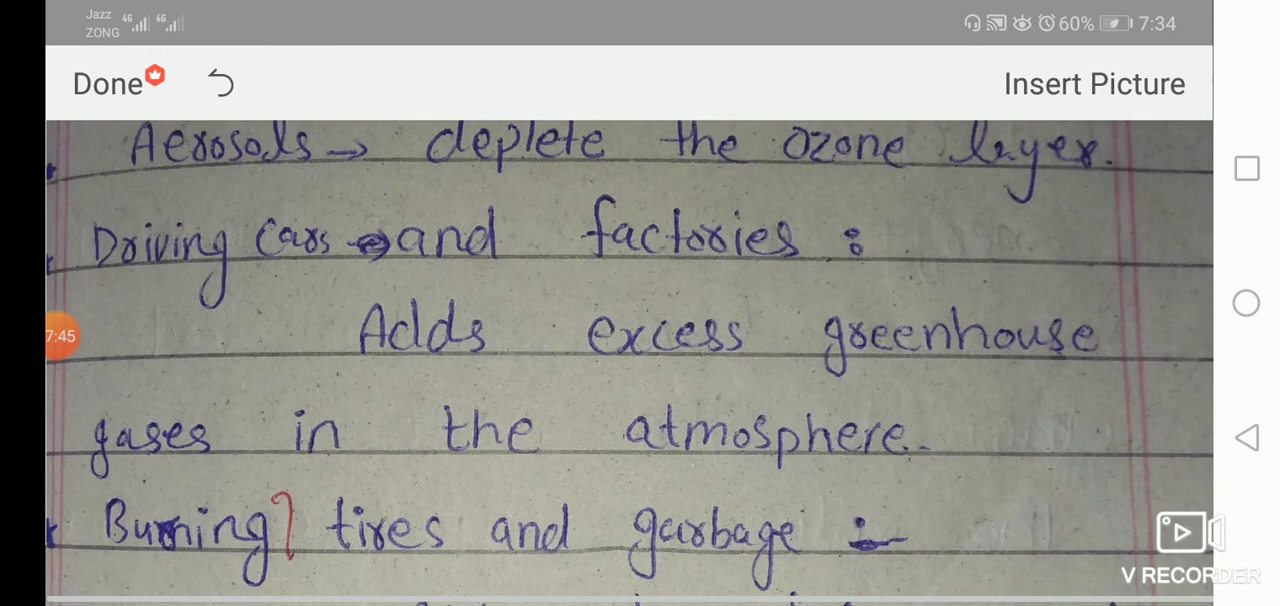 Jazz 4G 4G
ZONG
60% 7:34
Done
Insert Picture
Aerosols → deplete the ozone layer.
Driving Cars and factories :
Adds excess greenhouse
7:45
gases in the atmosphere.
Burning tires and garbage :-
V RECORDER